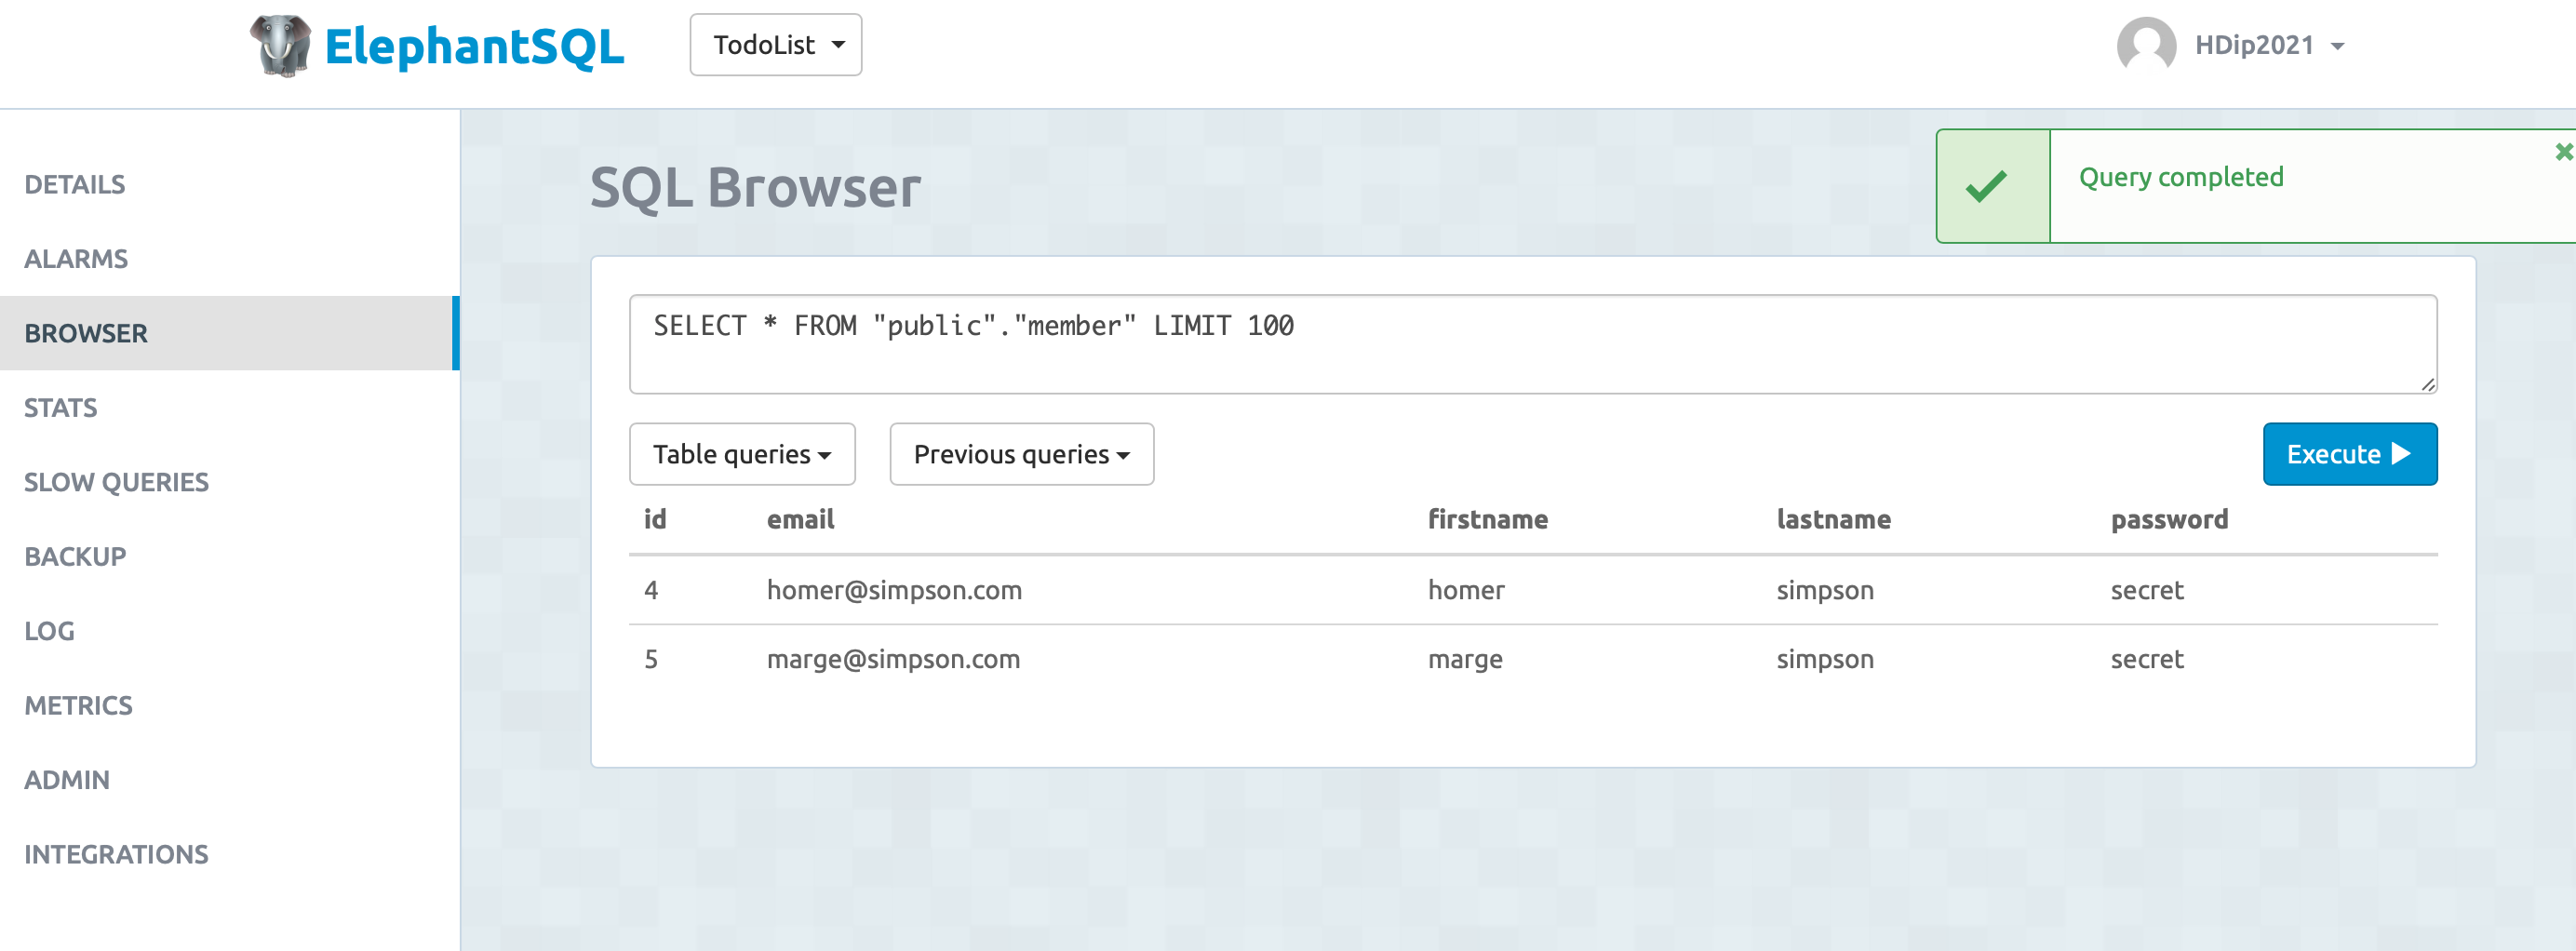 ElephantSQL
TodoList
HDip2021
DETAILS
ALARMS
BROWSER
STATS
SLOW QUERIES
BACKUP
LOG
METRICS
ADMIN
INTEGRATIONS
SQL Browser
Query completed
SELECT * FROM "public"."member" LIMIT 100
Table queries Previous queries Execute
id email firstname lastname password
4 homer@simpson.com homer simpson secret
5 marge@simpson.com marge simpson secret